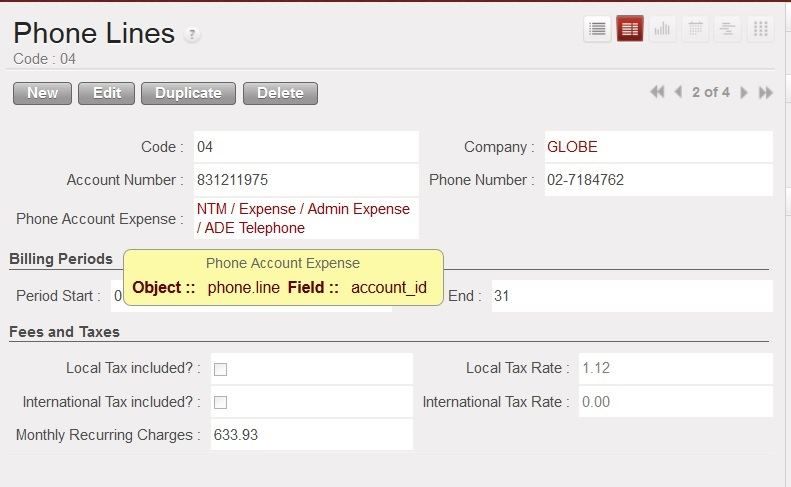 Phone Lines ?
Code : 04
New Edit Duplicate Delete
2 of 4
Code : 04 Company : GLOBE
Account Number : 831211975 Phone Number : 02-7184762
Phone Account Expense : NTM / Expense / Admin Expense
/ ADE Telephone
Billing Periods
Phone Account Expense
Object :: phone.line Field :: account_id
Period Start : End : 31
Fees and Taxes
Local Tax included? : Local Tax Rate : 1.12
International Tax included? : International Tax Rate : 0.00
Monthly Recurring Charges : 633.93